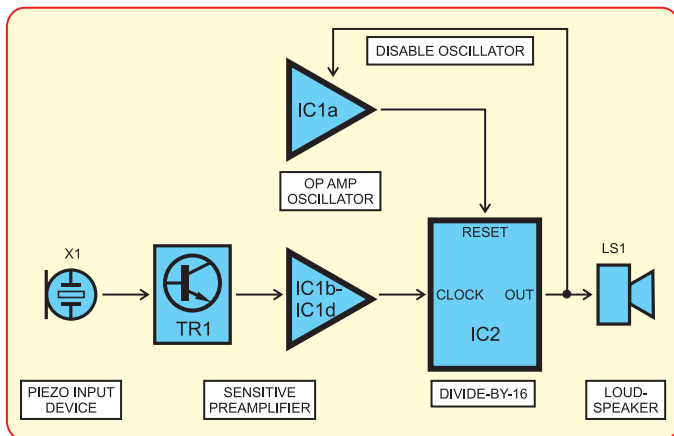 DISABLE OSCILLATOR
IC1a
OP AMP
OSCILLATOR
X1
TR1
IC1b-
IC1d
RESET
CLOCK OUT
IC2
LS1
PIEZO INPUT
DEVICE
SENSITIVE
PREAMPLIFIER
DIVIDE-BY-16
LOUD-
SPEAKER